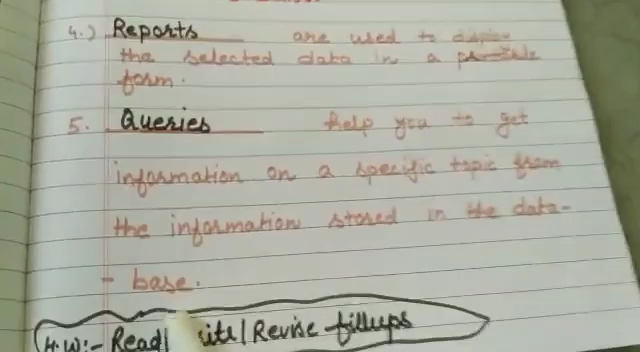 4.) Reports are used to display
the selected data in a printable
form.
5. Queries help you to get
information on a specific topic from
the information stored in the data-
- base.
H.W:- Read/ /Revise fillups